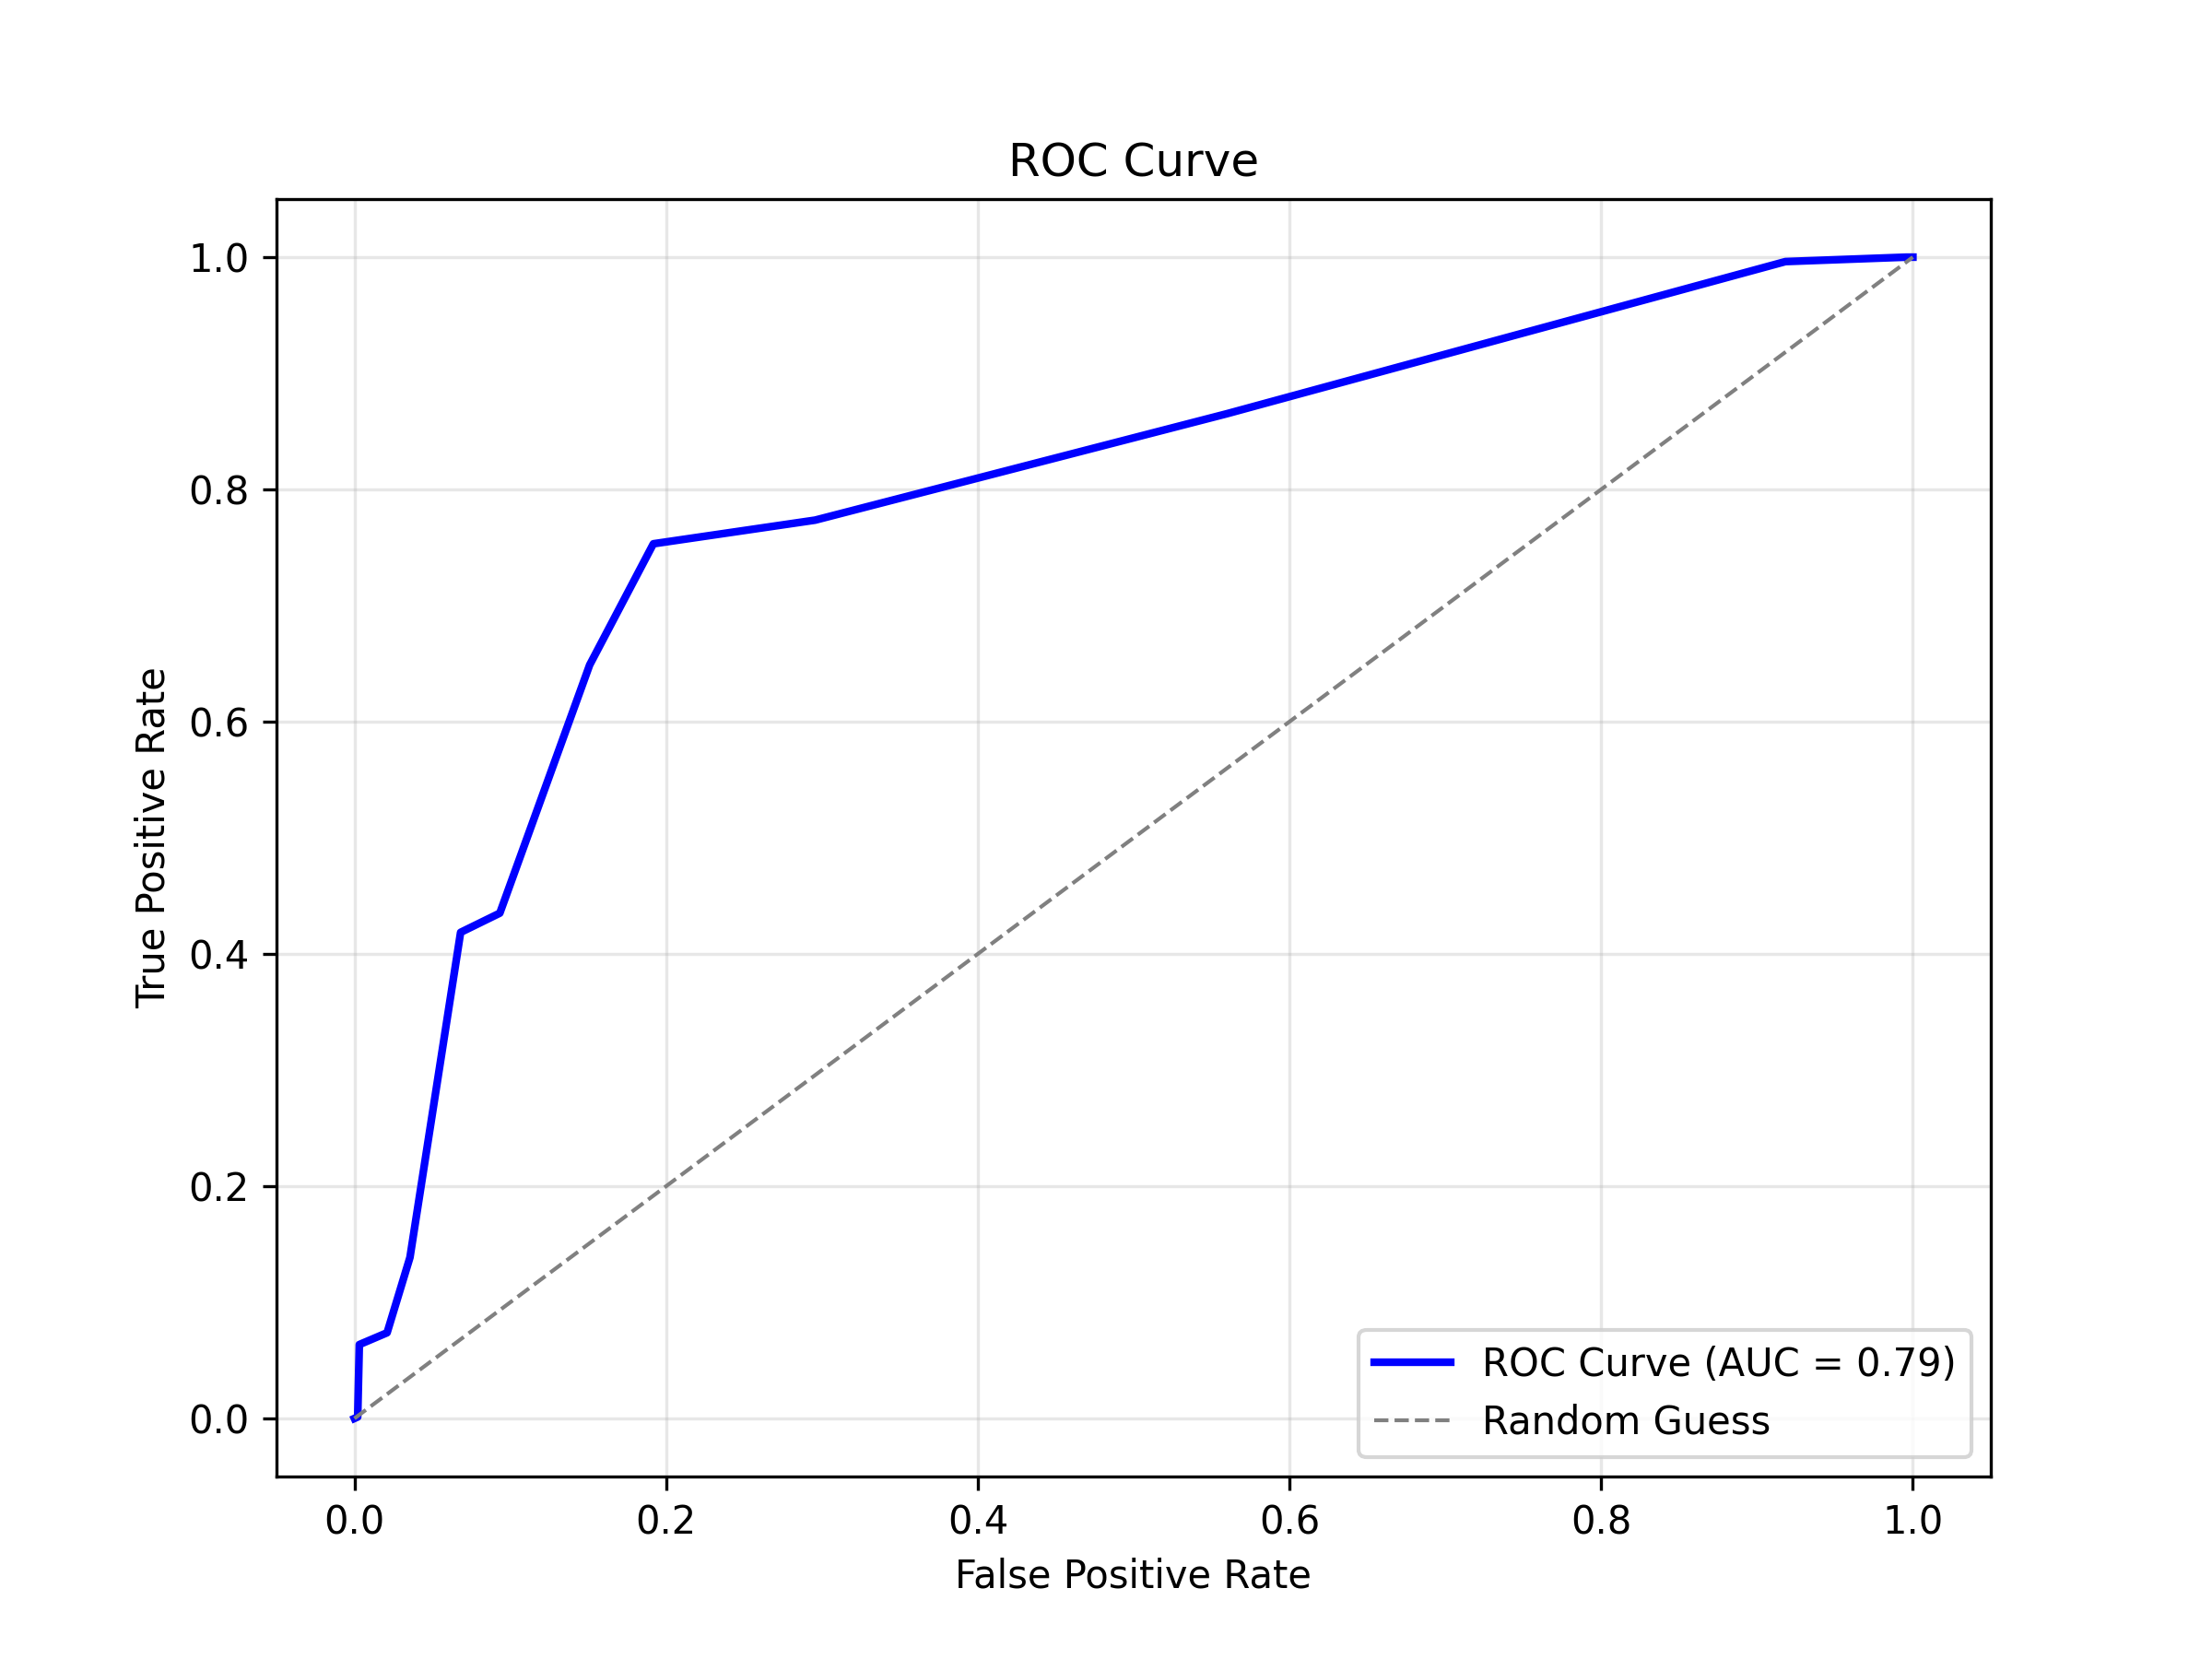 ROC Curve
True Positive Rate
1.0
0.8
0.6
0.4
0.2
0.0
0.0 0.2 0.4 0.6 0.8 1.0
False Positive Rate
ROC Curve (AUC = 0.79)
Random Guess